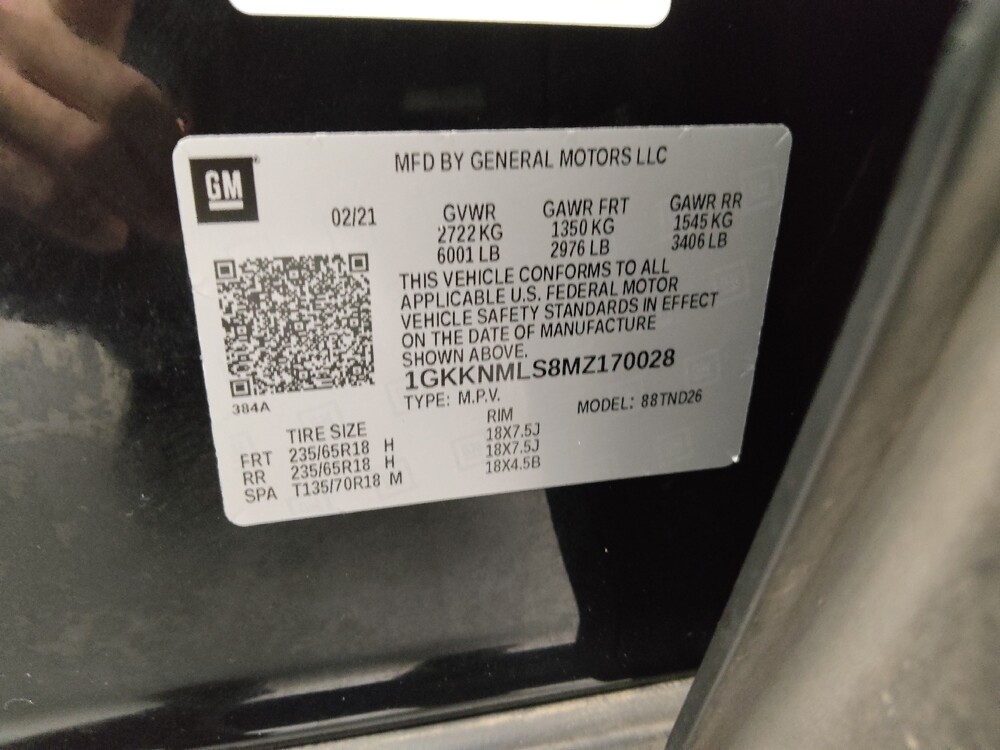 GM
MFD BY GENERAL MOTORS LLC
02/21
GVWR GAWR FRT GAWR RR
2722 KG 1350 KG 1545 KG
6001 LB 2976 LB 3406 LB
THIS VEHICLE CONFORMS TO ALL
APPLICABLE U.S. FEDERAL MOTOR
VEHICLE SAFETY STANDARDS IN EFFECT
ON THE DATE OF MANUFACTURE
SHOWN ABOVE.
1GKKNMLS8MZ170028
TYPE: M.P.V. MODEL: 88TND26
384A
TIRE SIZE RIM
FRT 235/65R18 H 18X7.5J
RR 235/65R18 H 18X7.5J
SPA T135/70R18 M 18X4.5B